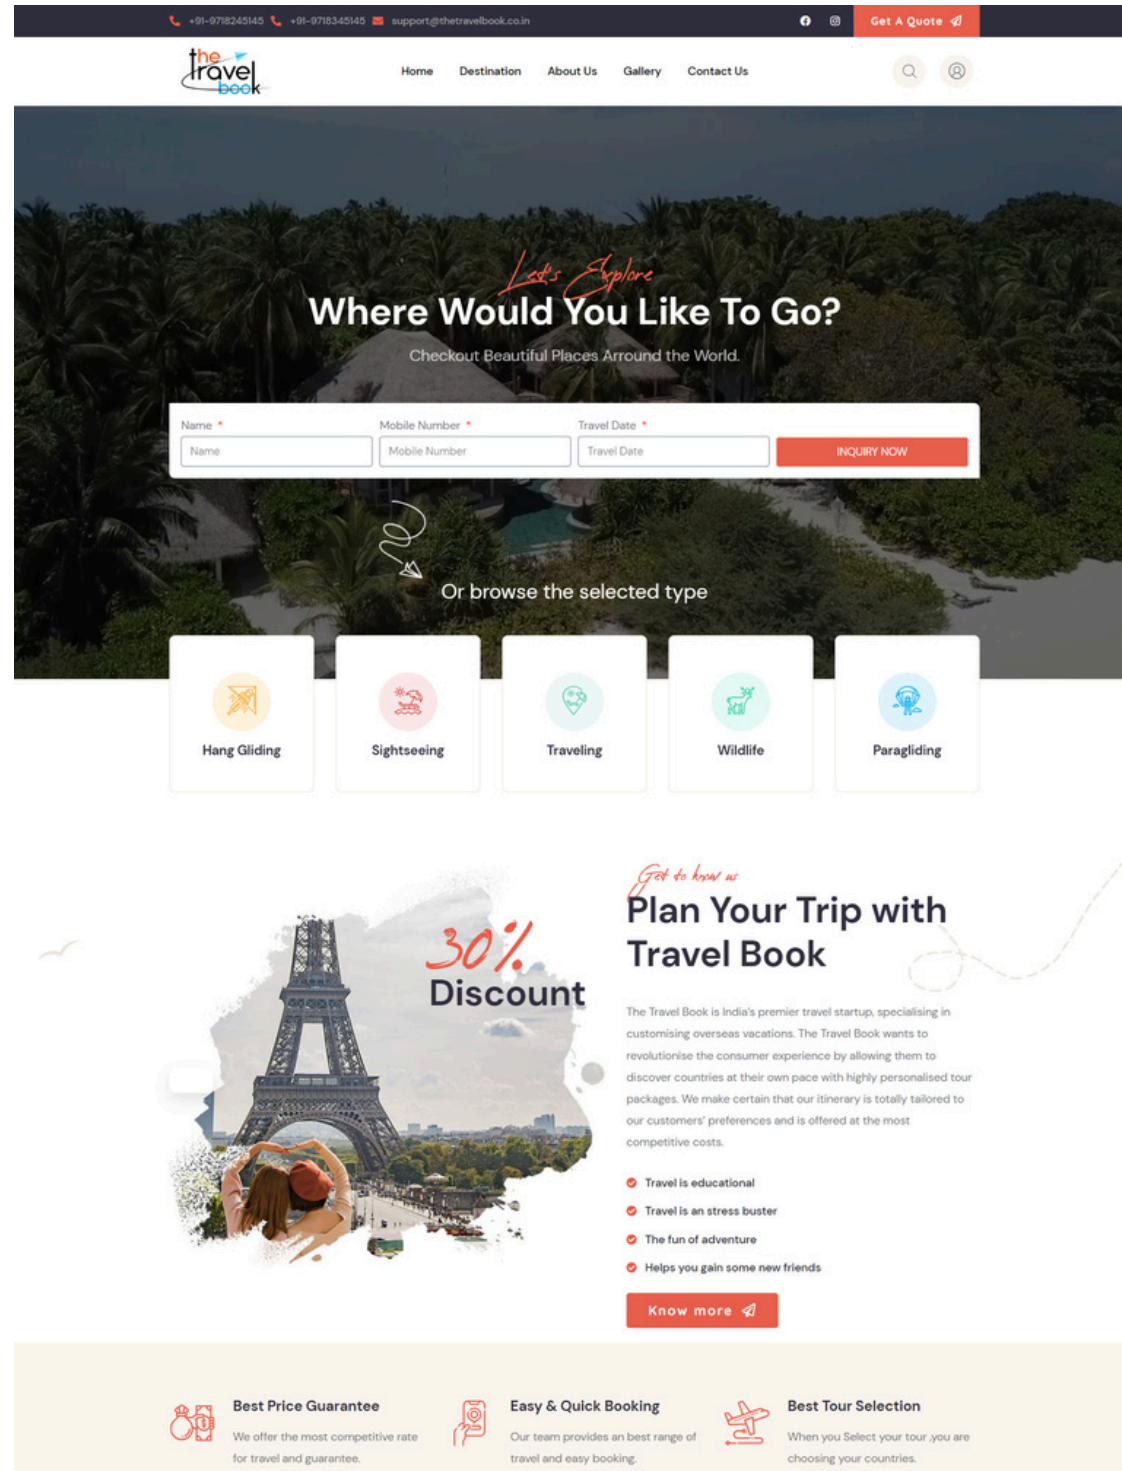 +91-9718245145 +91-9718345145 support@thetravelbook.co.in Get A Quote
the
travel
book
Home Destination About Us Gallery Contact Us
Let's Explore
Where Would You Like To Go?
Checkout Beautiful Places Arround the World.
Name * Mobile Number * Travel Date *
Name Mobile Number Travel Date INQUIRY NOW
Or browse the selected type
Hang Gliding Sightseeing Traveling Wildlife Paragliding
30%
Discount
Get to know us
Plan Your Trip with
Travel Book
The Travel Book is India's premier travel startup, specialising in
customising overseas vacations. The Travel Book wants to
revolutionise the consumer experience by allowing them to
discover countries at their own pace with highly personalised tour
packages. We make certain that our itinerary is totally tailored to
our customers' preferences and is offered at the most
competitive costs.
Travel is educational
Travel is an stress buster
The fun of adventure
Helps you gain some new friends
Know more
Best Price Guarantee
We offer the most competitive rate
for travel and guarantee.
Easy & Quick Booking
Our team provides an best range of
travel and easy booking.
Best Tour Selection
When you Select your tour ,you are
choosing your countries.